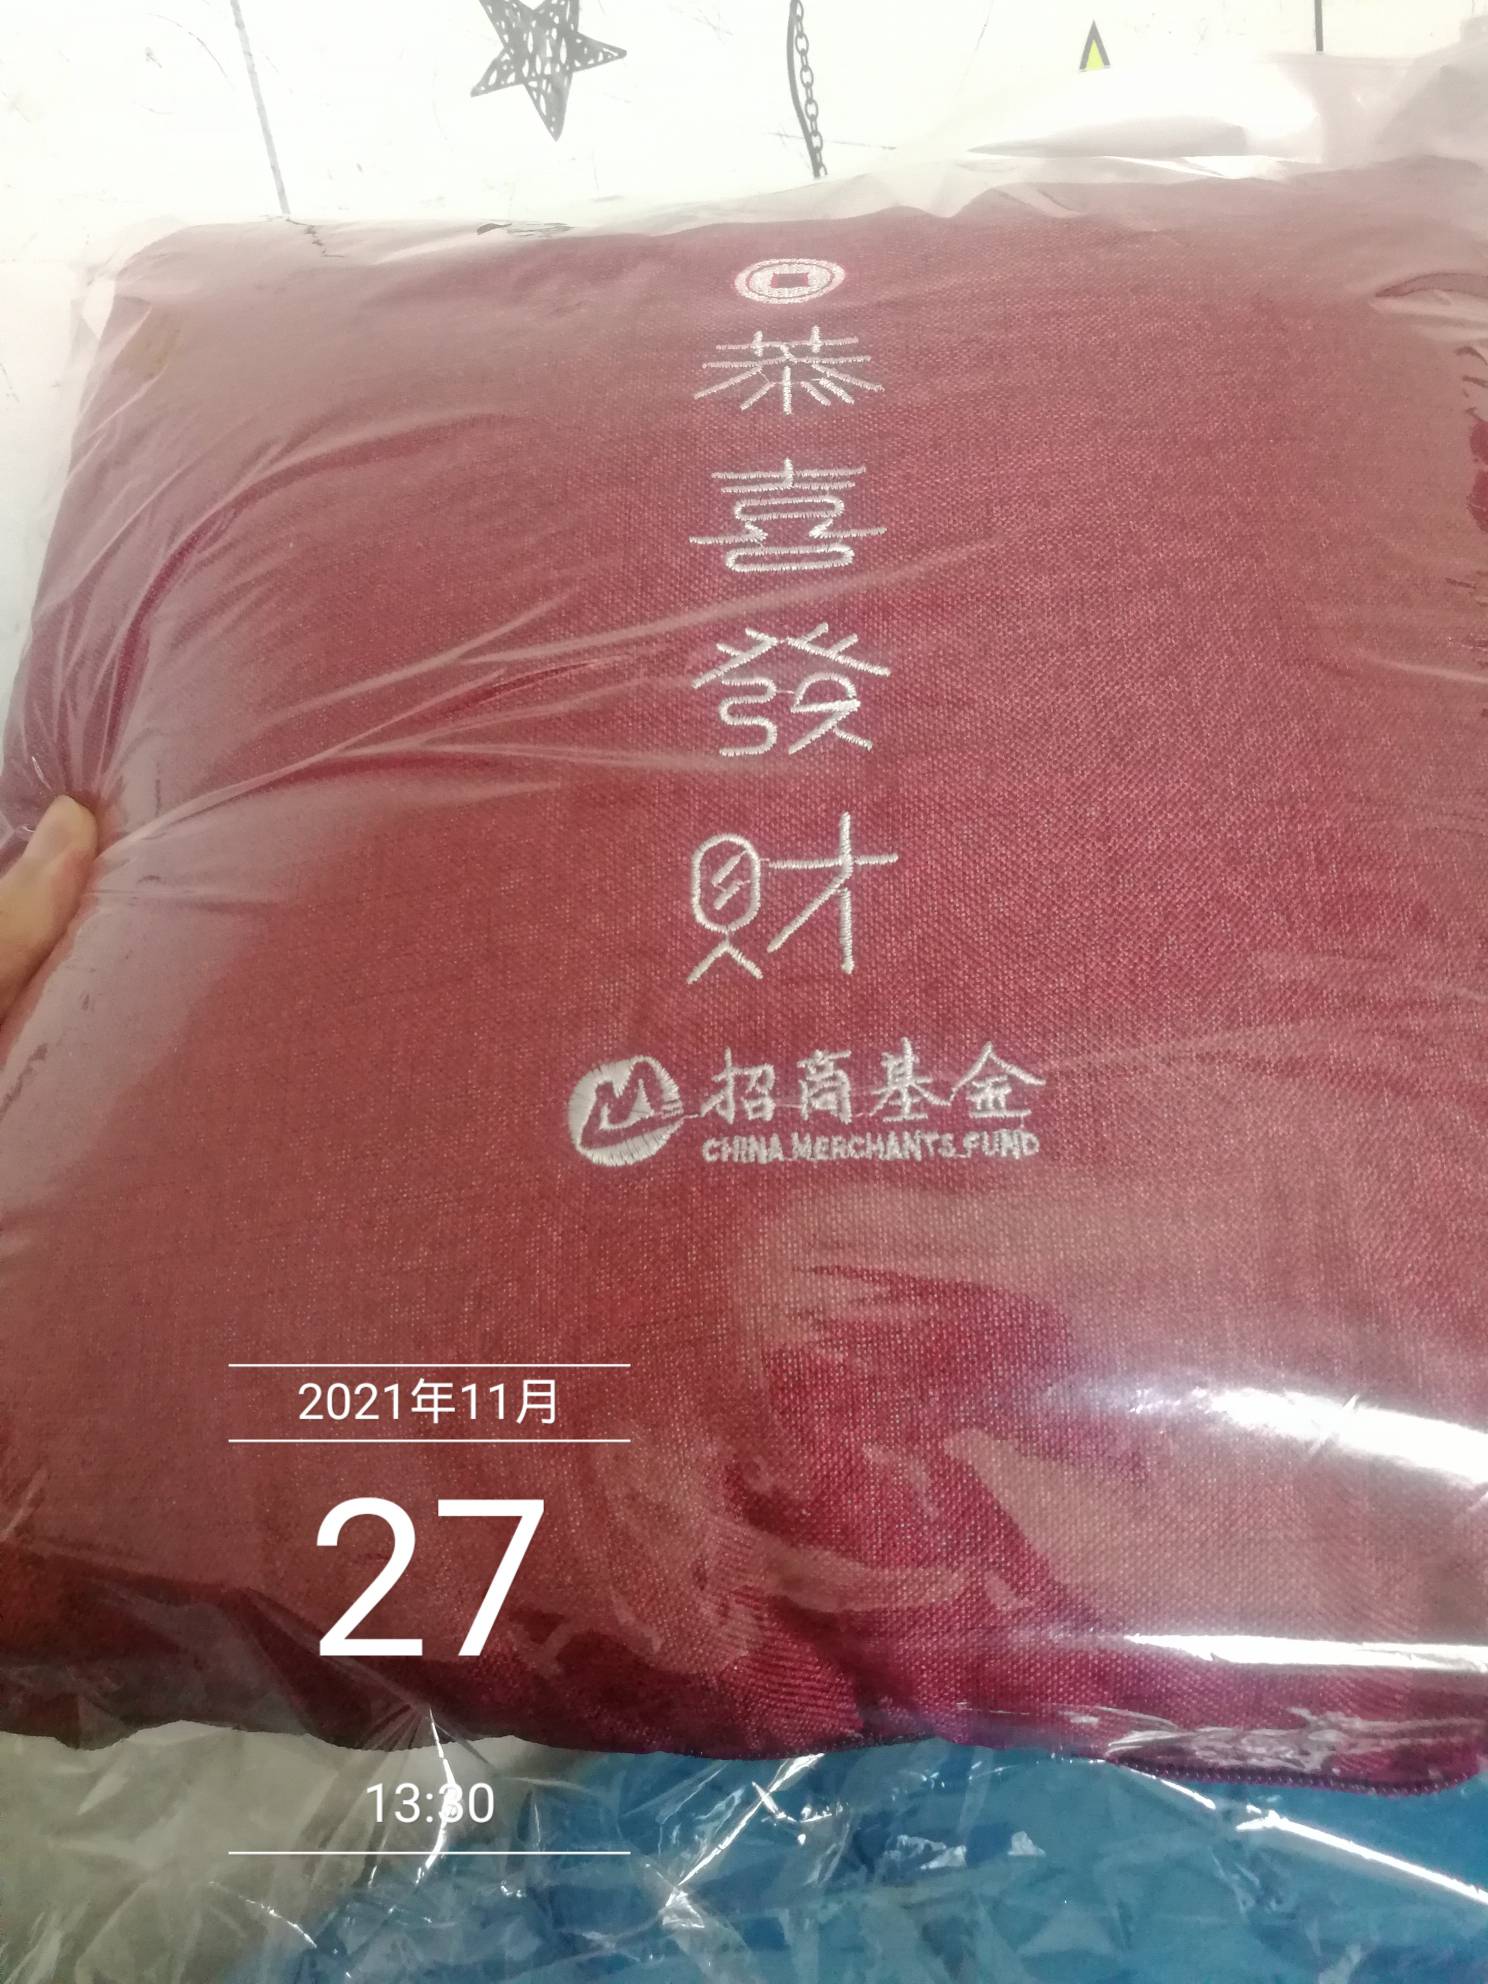 恭
喜
發
財
招商基金
CHINA MERCHANTS FUND
2021年11月
27
13:30